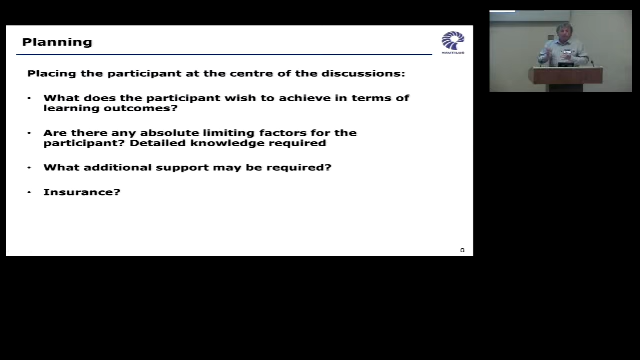 Planning
Placing the participant at the centre of the discussions:
• What does the participant wish to achieve in terms of
learning outcomes?
• Are there any absolute limiting factors for the
participant? Detailed knowledge required
• What additional support may be required?
• Insurance?